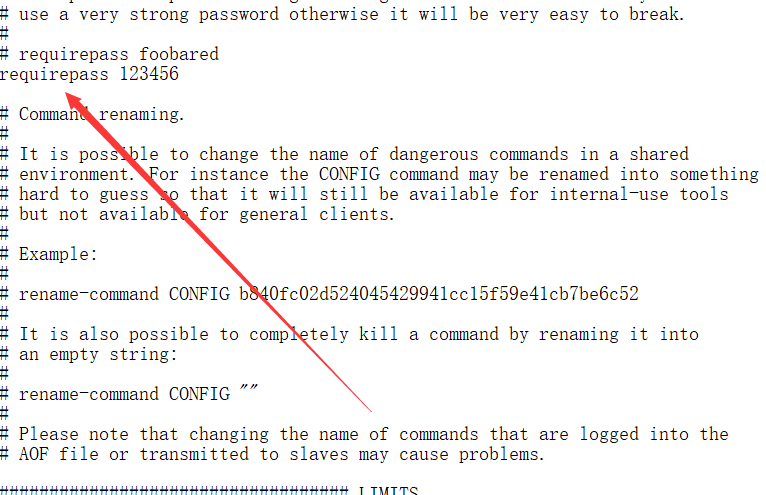 # use a very strong password otherwise it will be very easy to break.
#
# requirepass foobared
requirepass 123456
# Command renaming.
#
# It is possible to change the name of dangerous commands in a shared
# environment. For instance the CONFIG command may be renamed into something
# hard to guess so that it will still be available for internal-use tools
# but not available for general clients.
#
# Example:
#
# rename-command CONFIG b840fc02d524045429941cc15f59e41cb7be6c52
#
# It is also possible to completely kill a command by renaming it into
# an empty string:
#
# rename-command CONFIG ""
#
# Please note that changing the name of commands that are logged into the
# AOF file or transmitted to slaves may cause problems.
################################### LIMITS